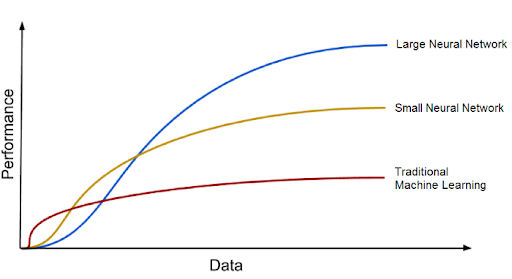 Large Neural Network
Small Neural Network
Traditional
Machine Learning
Performance
Data